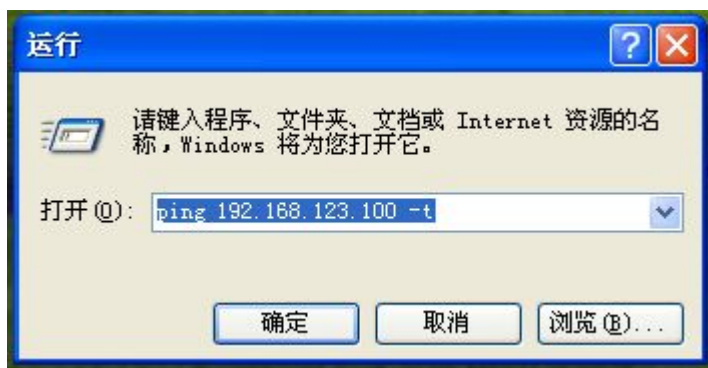 运行
请键入程序、文件夹、文档或 Internet 资源的名
称，Windows 将为您打开它。
打开(O): ping 192.168.123.100 -t
确定 取消 浏览(B)...